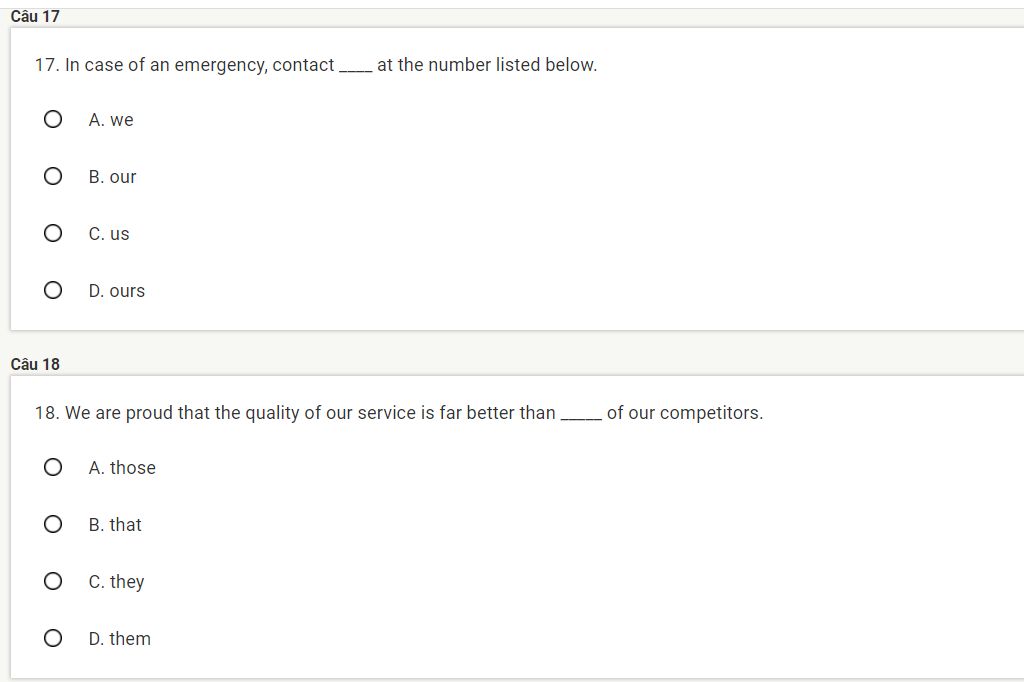 Câu 17
17. In case of an emergency, contact ____ at the number listed below.
A. we
B. our
C. us
D. ours
Câu 18
18. We are proud that the quality of our service is far better than _____ of our competitors.
A. those
B. that
C. they
D. them